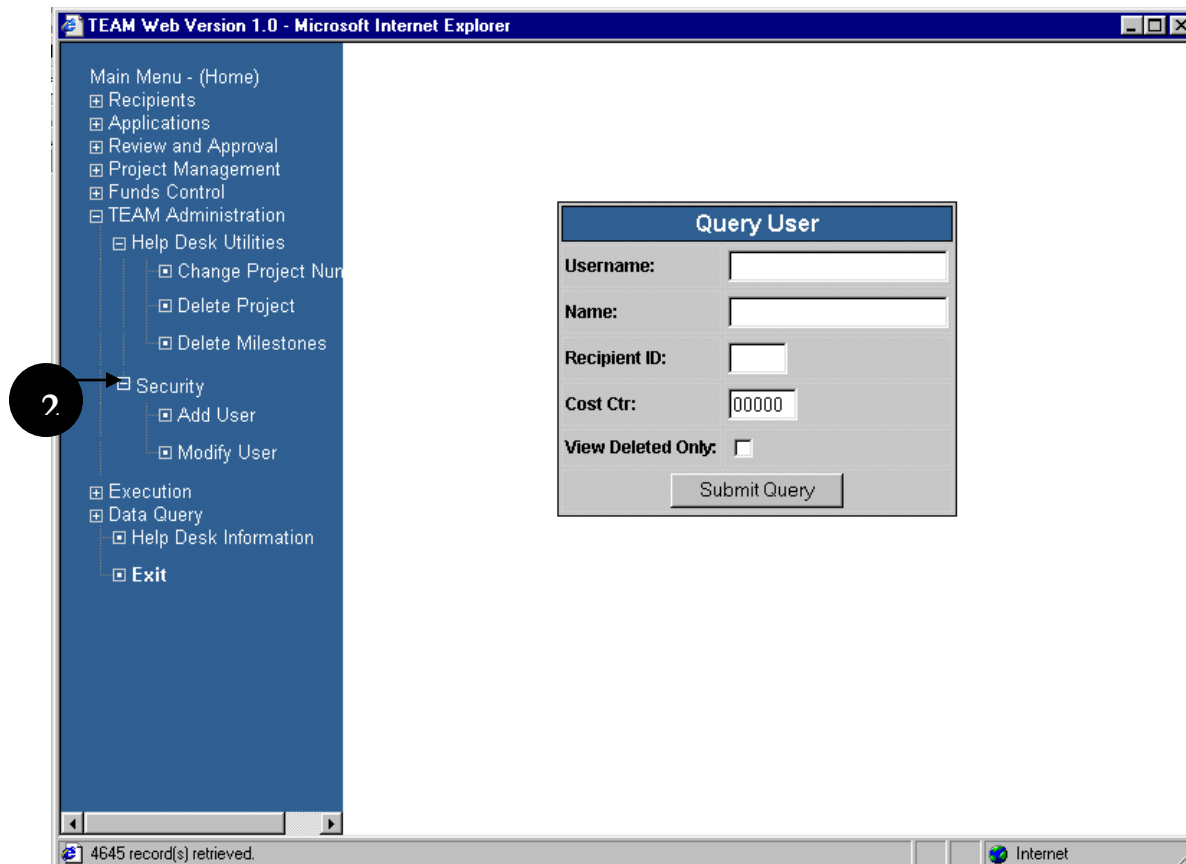 TEAM Web Version 1.0 - Microsoft Internet Explorer
Main Menu - (Home)
Recipients
Applications
Review and Approval
Project Management
Funds Control
TEAM Administration
Help Desk Utilities
Change Project Num
Delete Project
Delete Milestones
2
Security
Add User
Modify User
Execution
Data Query
Help Desk Information
Exit
Query User
Username:
Name:
Recipient ID:
Cost Ctr: 00000
View Deleted Only:
Submit Query
4645 record(s) retrieved.
Internet